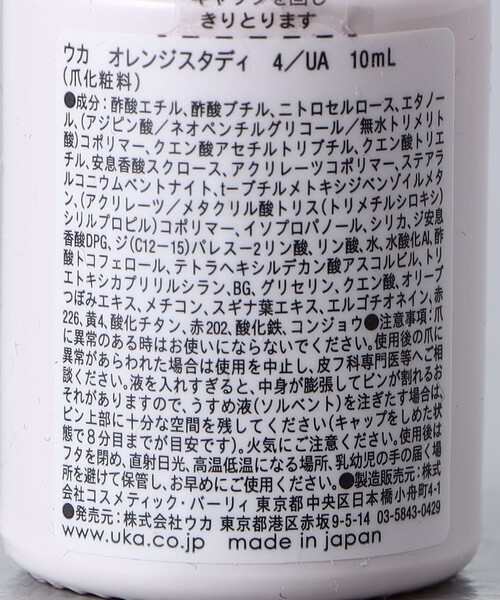 キャップを回し
きりとります
ウカ オレンジスタディ 4／UA 10mL
（爪化粧料）
●成分：酢酸エチル、酢酸ブチル、ニトロセルロース、エタノー
ル、（アジピン酸／ネオペンチルグリコール／無水トリメリト
酸）コポリマー、クエン酸アセチルトリブチル、クエン酸トリエ
チル、安息香酸スクロース、アクリレーツコポリマー、ステアラ
ルコニウムベントナイト、t-ブチルメトキシジベンゾイルメタ
ン、（アクリレーツ／メタクリル酸トリス（トリメチルシロキシ）
シリルプロピル）コポリマー、イソプロパノール、シリカ、ジ安息
香酸DPG、ジ（C12－15）パレス－2リン酸、リン酸、水、水酸化Al、酢
酸トコフェロール、テトラヘキシルデカン酸アスコルビル、トリ
エトキシカプリリルシラン、BG、グリセリン、クエン酸、オリーブ
つぼみエキス、メチコン、スギナ葉エキス、エルゴチオネイン、赤
226、黄4、酸化チタン、赤202、酸化鉄、コンジョウ●注意事項：爪
に異常のある時はお使いにならないでください。使用後の爪に
異常があらわれた場合は使用を中止し、皮フ科専門医等へご相
談ください。液を入れすぎると、中身が膨張してビンが割れるお
それがありますので、うすめ液（ソルベント）を注ぎたす場合は、
ビン上部に十分な空間を残してください（キャップをしめた状
態で８分目までが目安です）。火気にご注意ください。使用後は
フタを閉め、直射日光、高温低温になる場所、乳幼児の手の届く場
所を避けて保管し、お早めにご使用ください。●製造販売元：株式
会社コスメティック・バーリィ 東京都中央区日本橋小舟町4-1
●発売元：株式会社ウカ 東京都港区赤坂9-5-14 03-5843-0429
www.uka.co.jp made in japan